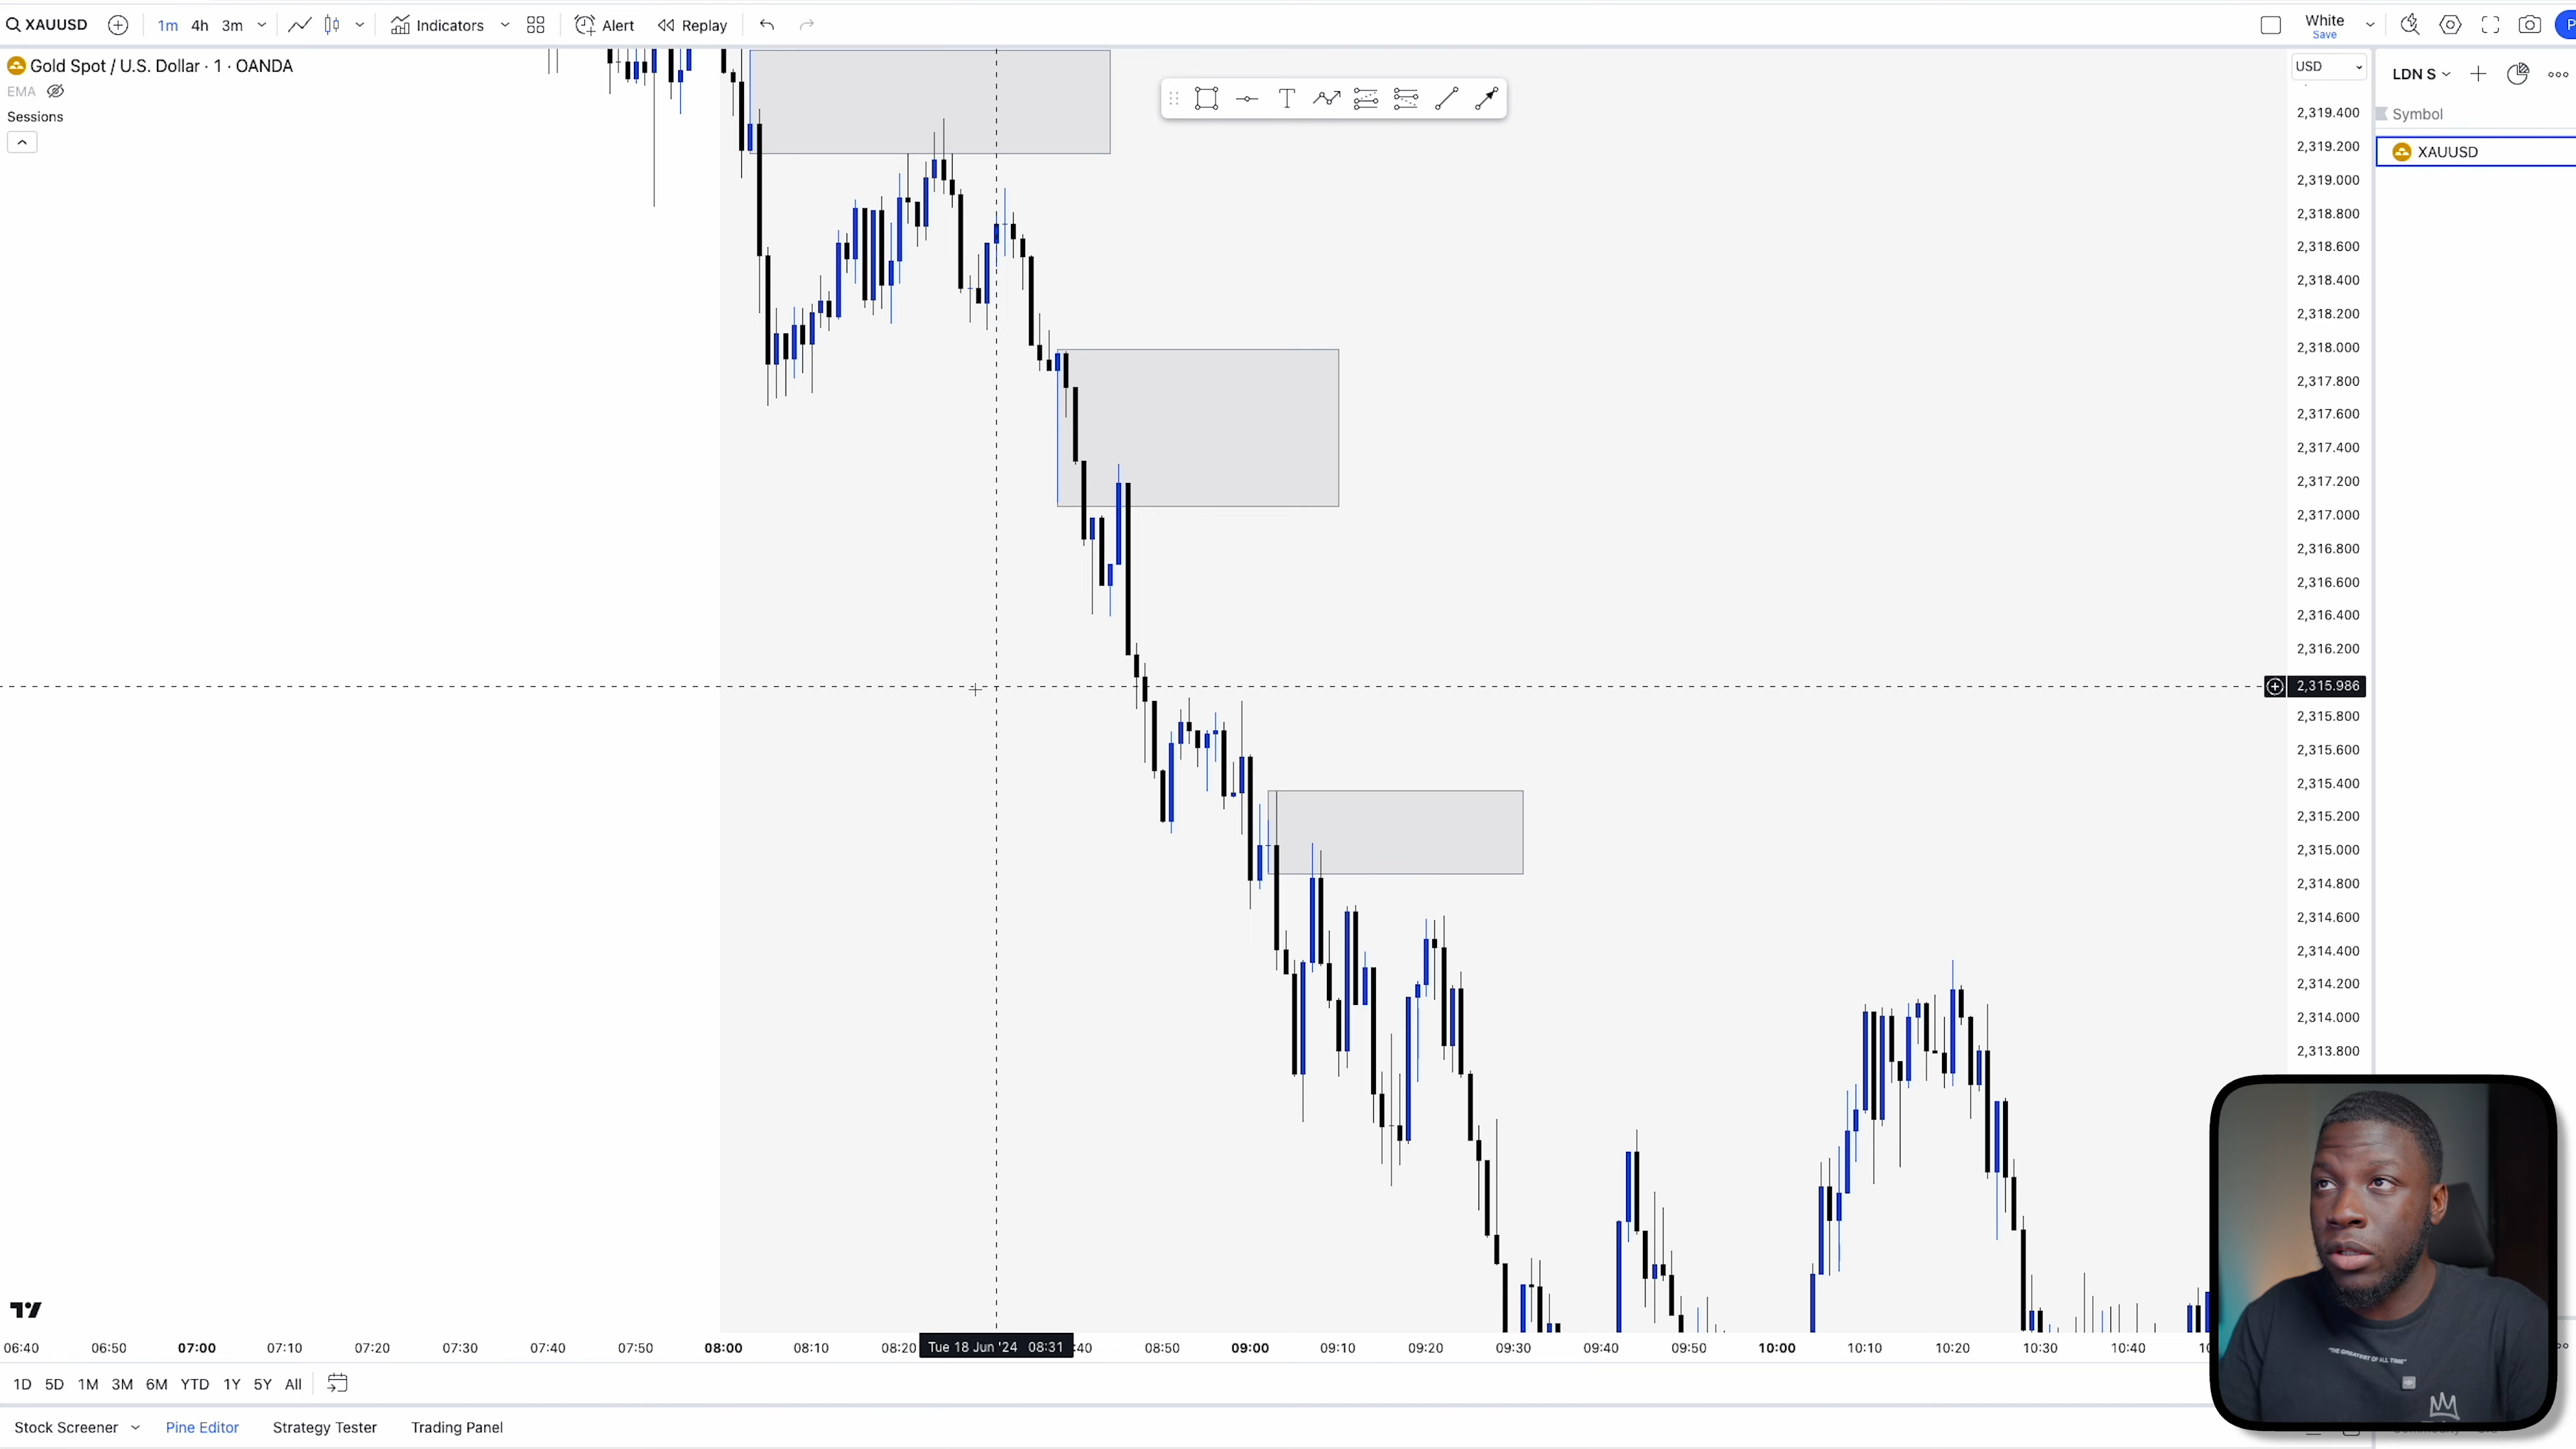 XAUUSD 1m 4h 3m Indicators Alert Replay White
Save
Gold Spot / U.S. Dollar · 1 · OANDA
EMA
Sessions
USD
LDN S
Symbol
XAUUSD
2,319.400
2,319.200
2,319.000
2,318.800
2,318.600
2,318.400
2,318.200
2,318.000
2,317.800
2,317.600
2,317.400
2,317.200
2,317.000
2,316.800
2,316.600
2,316.400
2,316.200
2,315.986
2,315.800
2,315.600
2,315.400
2,315.200
2,315.000
2,314.800
2,314.600
2,314.400
2,314.200
2,314.000
2,313.800
"THE GREATEST OF ALL TIME"
06:40 06:50 07:00 07:10 07:20 07:30 07:40 07:50 08:00 08:10 08:20 Tue 18 Jun '24 08:31 :40 08:50 09:00 09:10 09:20 09:30 09:40 09:50 10:00 10:10 10:20 10:30 10:40
1D 5D 1M 3M 6M YTD 1Y 5Y All
Stock Screener Pine Editor Strategy Tester Trading Panel